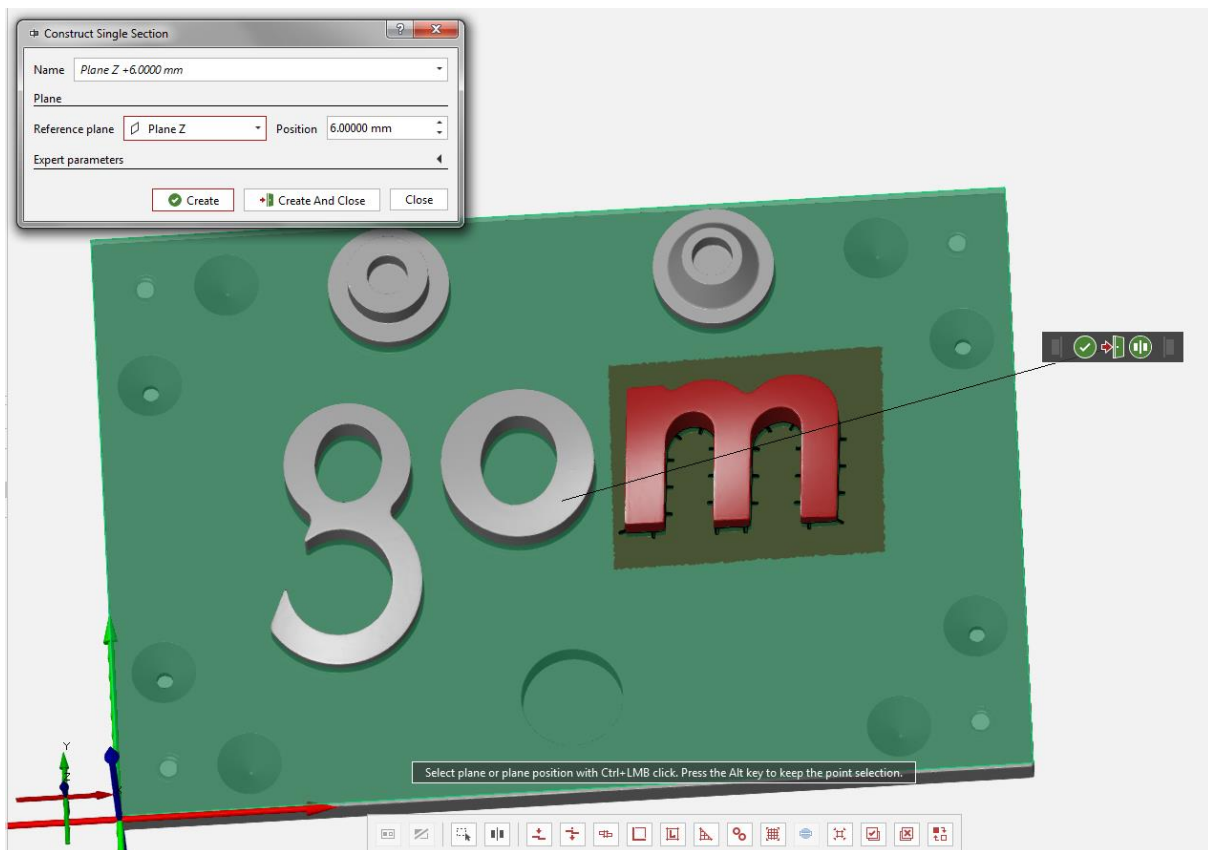 Construct Single Section
Name Plane Z +6.0000 mm
Plane
Reference plane Plane Z Position 6.00000 mm
Expert parameters
Create Create And Close Close
gom
Select plane or plane position with Ctrl+LMB click. Press the Alt key to keep the point selection.
Y
Z